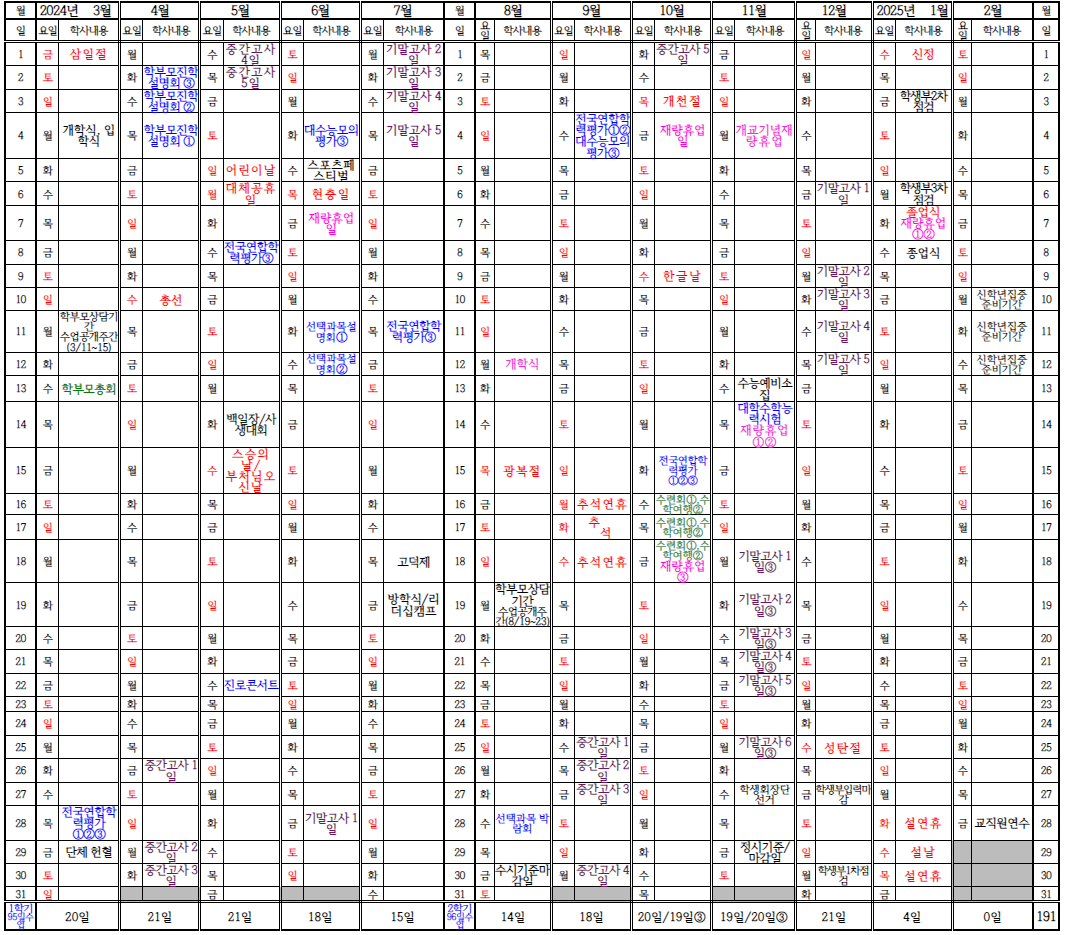 월 2024년 3월 4월 5월 6월 7월 월 8월 9월 10월 11월 12월 2025년 1월 2월 월
일 요일 학사내용 요일 학사내용 요일 학사내용 요일 학사내용 요일 학사내용 일 요일 학사내용 요일 학사내용 요일 학사내용 요일 학사내용 요일 학사내용 요일 학사내용 요일 학사내용 일
1 금 삼일절 월 수 중간고사 4일 토 월 기말고사 2일 1 목 일 화 중간고사 5일 금 일 수 신정 토 1
2 토 화 학부모진학설명회 ③ 목 중간고사 5일 일 화 기말고사 3일 2 금 월 수 토 월 목 일 2
3 일 수 학부모진학설명회 ② 금 월 수 기말고사 4일 3 토 화 목 개천절 일 화 금 학생부2차점검 월 3
4 월 개학식, 입학식 목 학부모진학설명회 ① 토 화 대수능모의평가③ 목 기말고사 5일 4 일 수 전국연합학력평가①② 대수능모의평가③ 금 재량휴업일 월 개교기념재량휴업 수 토 화 4
5 화 금 일 어린이날 수 스포츠페스티벌 금 5 월 목 토 화 목 일 수 5
6 수 토 월 대체공휴일 목 현충일 토 6 화 금 일 수 금 기말고사 1일 월 학생부3차점검 목 6
7 목 일 화 금 재량휴업일 일 7 수 토 월 목 토 화 졸업식 재량휴업①② 금 7
8 금 월 수 전국연합학력평가③ 토 월 8 목 일 화 금 일 수 종업식 토 8
9 토 화 목 일 화 9 금 월 수 한글날 토 월 기말고사 2일 목 일 9
10 일 수 총선 금 월 수 10 토 화 목 일 화 기말고사 3일 금 월 신학년집중준비기간 10
11 월 학부모상담기간 수업공개주간(3/11~15) 목 토 화 선택과목설명회① 목 전국연합학력평가③ 11 일 수 금 월 수 기말고사 4일 토 화 신학년집중준비기간 11
12 화 금 일 수 선택과목설명회② 금 12 월 개학식 목 토 화 목 기말고사 5일 일 수 신학년집중준비기간 12
13 수 학부모총회 토 월 목 토 13 화 금 일 수 수능예비소집 금 월 목 13
14 목 일 화 백일장/사생대회 금 일 14 수 토 월 목 대학수학능력시험 재량휴업①② 토 화 금 14
15 금 월 수 스승의 날/부처님오신날 토 월 15 목 광복절 일 화 전국연합학력평가①②③ 금 일 수 토 15
16 토 화 목 일 화 16 금 월 추석연휴 수 수련회①,수학여행② 토 월 목 일 16
17 일 수 금 월 수 17 토 화 추석 목 수련회①,수학여행② 일 화 금 월 17
18 월 목 토 화 목 고덕제 18 일 수 추석연휴 금 수련회①,수학여행② 재량휴업③ 월 기말고사 1일③ 수 토 화 18
19 화 금 일 수 금 방학식/리더십캠프 19 월 학부모상담기간 수업공개주간(8/19~23) 목 토 화 기말고사 2일③ 목 일 수 19
20 수 토 월 목 토 20 화 금 일 수 기말고사 3일③ 금 월 목 20
21 목 일 화 금 일 21 수 토 월 목 기말고사 4일③ 토 화 금 21
22 금 월 수 진로콘서트 토 월 22 목 일 화 금 기말고사 5일③ 일 수 토 22
23 토 화 목 일 화 23 금 월 수 토 월 목 일 23
24 일 수 금 월 수 24 토 화 목 일 화 금 월 24
25 월 목 토 화 목 25 일 수 중간고사 1일 금 월 기말고사 6일③ 수 성탄절 토 화 25
26 화 금 중간고사 1일 일 수 금 26 월 목 중간고사 2일 토 화 목 일 수 26
27 수 토 월 목 토 27 화 금 중간고사 3일 일 수 학생회장단선거 금 학생부입력마감 월 목 27
28 목 전국연합학력평가①②③ 일 화 금 기말고사 1일 일 28 수 선택과목 박람회 토 월 목 토 화 설연휴 금 교직원연수 28
29 금 단체 헌혈 월 중간고사 2일 수 토 월 29 목 일 화 금 정시기준/마감일 일 수 설날 29
30 토 화 중간고사 3일 목 일 화 30 금 수시기준마감일 월 중간고사 4일 수 토 월 학생부1차점검 목 설연휴 30
31 일 금 수 31 토 목 화 금 31
1학기 95일수업 20일 21일 21일 18일 15일 2학기 96일수업 14일 18일 20일/19일③ 19일/20일③ 21일 4일 0일 191